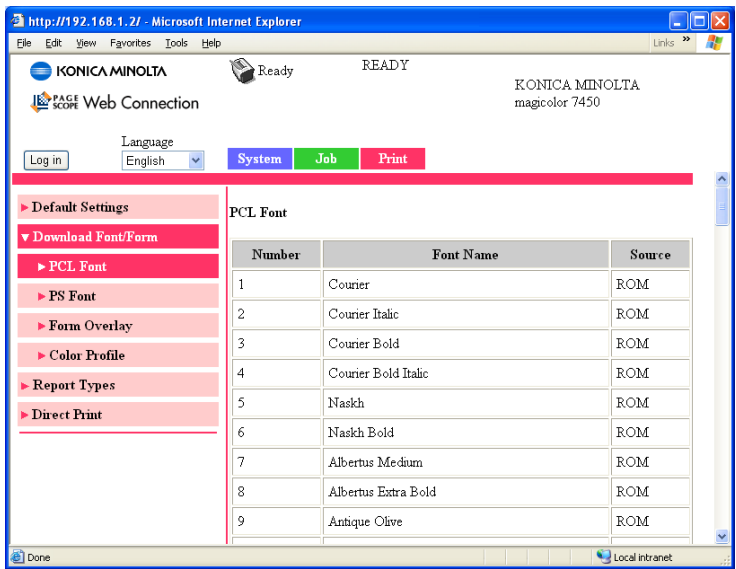 http://192.168.1.2/ - Microsoft Internet Explorer
File Edit View Favorites Tools Help Links »
KONICA MINOLTA
Ready
READY
KONICA MINOLTA
magicolor 7450
PAGE SCOPE Web Connection
Language
Log in English System Job Print
Default Settings
Download Font/Form
PCL Font
PS Font
Form Overlay
Color Profile
Report Types
Direct Print
PCL Font
Number Font Name Source
1 Courier ROM
2 Courier Italic ROM
3 Courier Bold ROM
4 Courier Bold Italic ROM
5 Naskh ROM
6 Naskh Bold ROM
7 Albertus Medium ROM
8 Albertus Extra Bold ROM
9 Antique Olive ROM
Done Local intranet